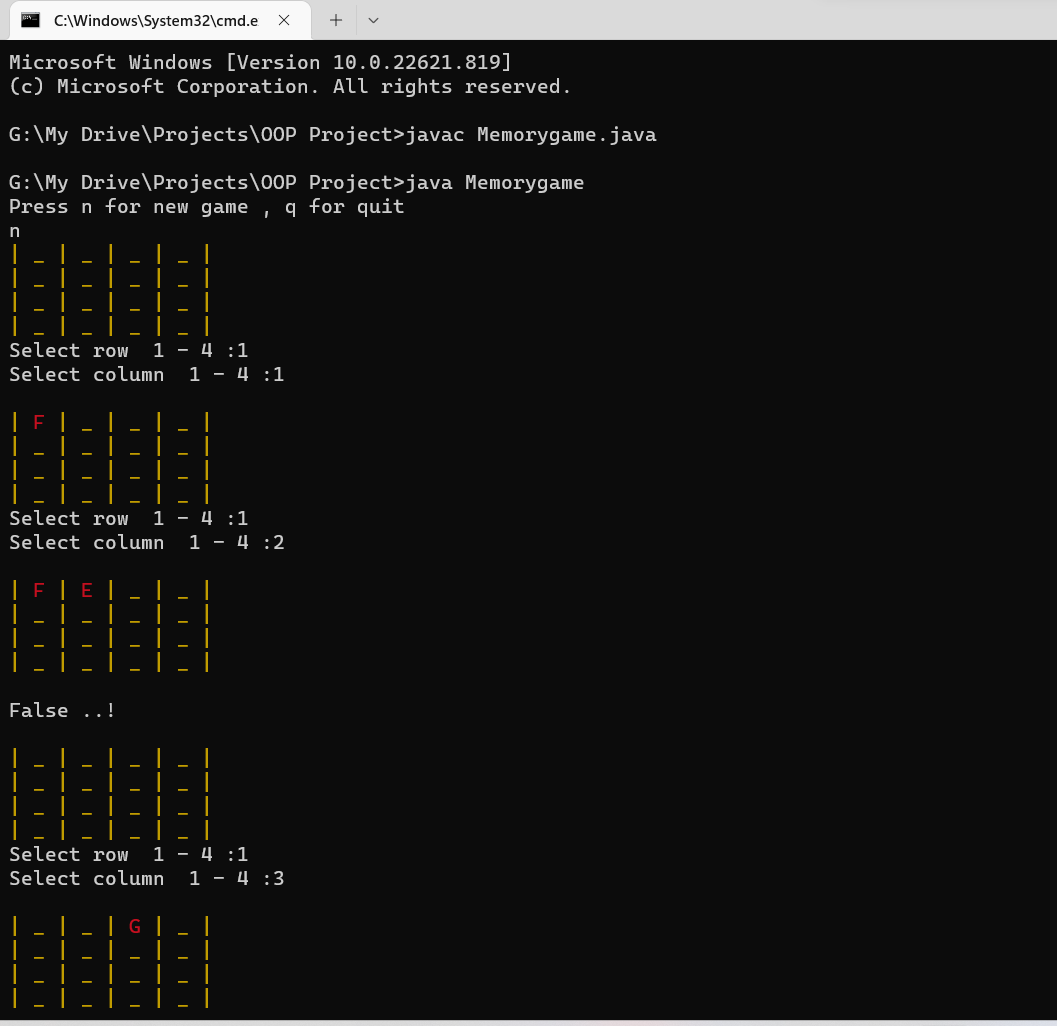 C:\Windows\System32\cmd.e
Microsoft Windows [Version 10.0.22621.819]
(c) Microsoft Corporation. All rights reserved.
G:\My Drive\Projects\OOP Project>javac Memorygame.java
G:\My Drive\Projects\OOP Project>java Memorygame
Press n for new game , q for quit
n
| _ | _ | _ | _ |
| _ | _ | _ | _ |
| _ | _ | _ | _ |
| _ | _ | _ | _ |
Select row  1 - 4 :1
Select column  1 - 4 :1
| F | _ | _ | _ |
| _ | _ | _ | _ |
| _ | _ | _ | _ |
| _ | _ | _ | _ |
Select row  1 - 4 :1
Select column  1 - 4 :2
| F | E | _ | _ |
| _ | _ | _ | _ |
| _ | _ | _ | _ |
| _ | _ | _ | _ |
False ..!
| _ | _ | _ | _ |
| _ | _ | _ | _ |
| _ | _ | _ | _ |
| _ | _ | _ | _ |
Select row  1 - 4 :1
Select column  1 - 4 :3
| _ | _ | G | _ |
| _ | _ | _ | _ |
| _ | _ | _ | _ |
| _ | _ | _ | _ |